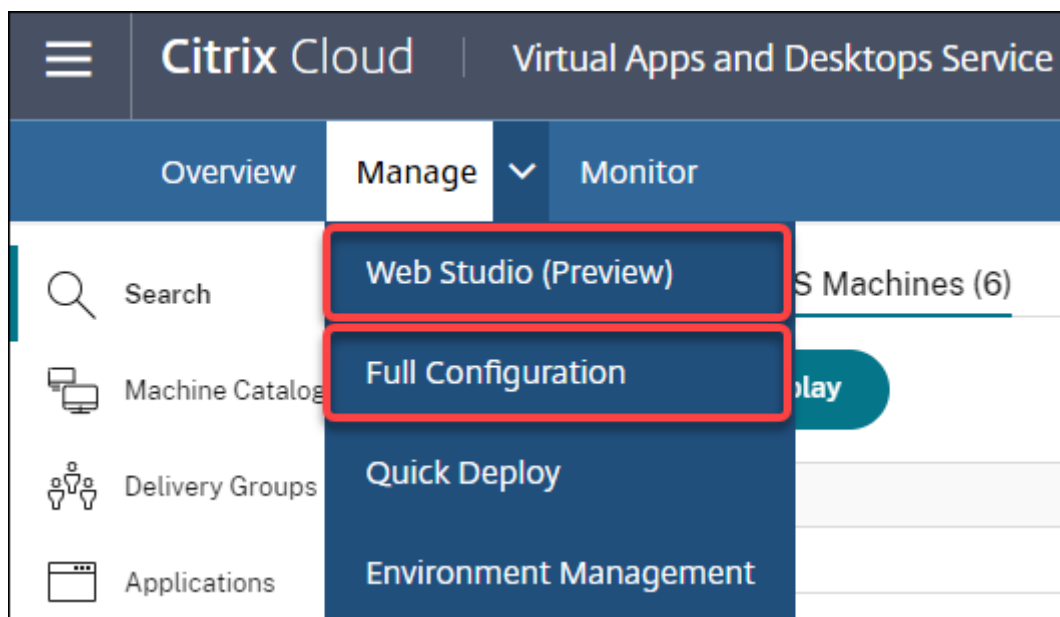 Citrix Cloud Virtual Apps and Desktops Service
Overview Manage Monitor
Search
Web Studio (Preview)
S Machines (6)
Machine Catalog
Full Configuration
play
Delivery Groups
Quick Deploy
Applications
Environment Management